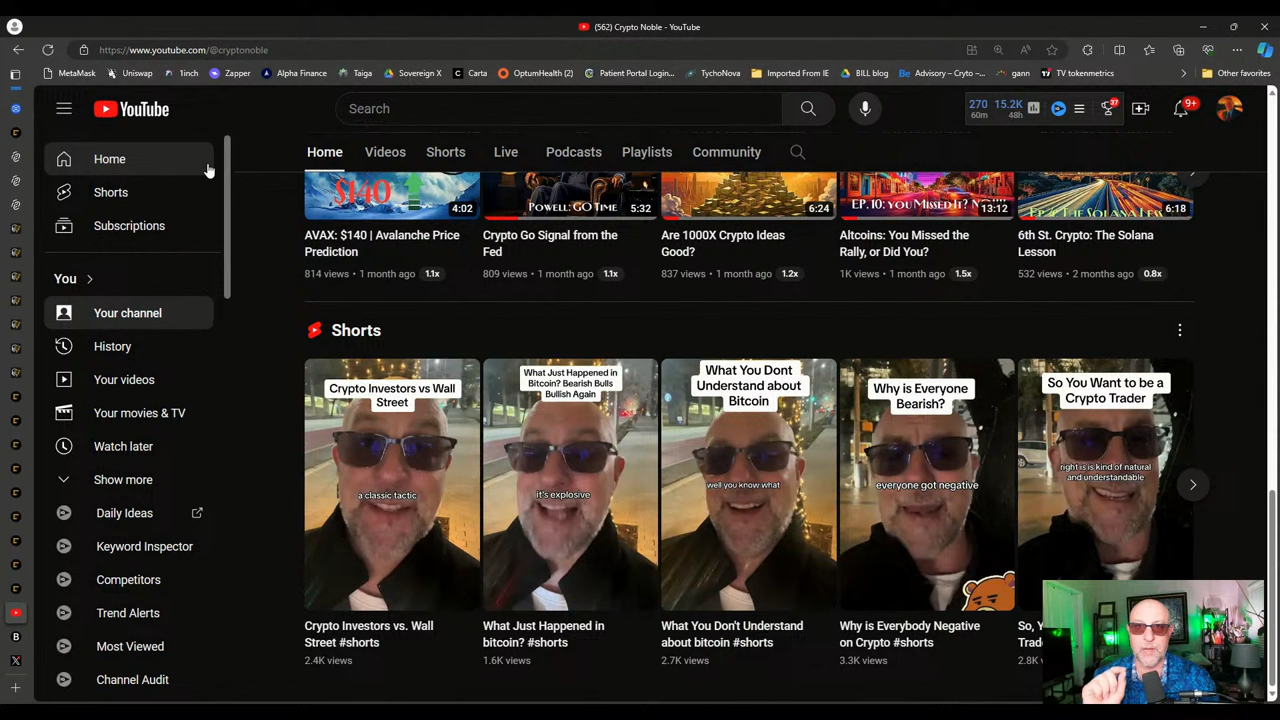 (562) Crypto Noble - YouTube
https://www.youtube.com/@cryptonoble
MetaMask Uniswap 1inch Zapper Alpha Finance Taiga Sovereign X Carta OptumHealth (2) Patient Portal Login... TychoNova Imported From IE BILL blog Advisory – Cryto –... gann TV tokenmetrics Other favorites
YouTube
Search
270 15.2K
60m 48h
37
9+
Home Videos Shorts Live Podcasts Playlists Community
Home
Shorts
Subscriptions
You
Your channel
History
Your videos
Your movies & TV
Watch later
Show more
Daily Ideas
Keyword Inspector
Competitors
Trend Alerts
Most Viewed
Channel Audit
$140
4:02
POWELL: GO TIME
5:32
6:24
EP. 10: YOU MISSED IT? NO
13:12
THE SOLANA LES
6:18
AVAX: $140 | Avalanche Price
Prediction
814 views • 1 month ago 1.1x
Crypto Go Signal from the
Fed
809 views • 1 month ago 1.1x
Are 1000X Crypto Ideas
Good?
837 views • 1 month ago 1.2x
Altcoins: You Missed the
Rally, or Did You?
1K views • 1 month ago 1.5x
6th St. Crypto: The Solana
Lesson
532 views • 2 months ago 0.8x
Shorts
Crypto Investors vs Wall
Street
a classic tactic
What Just Happened in
Bitcoin? Bearish Bulls
Bullish Again
it's explosive
What You Dont
Understand about
Bitcoin
well you know what
Why is Everyone
Bearish?
everyone got negative
So You Want to be a
Crypto Trader
right is is kind of natural
and understandable
Crypto Investors vs. Wall
Street #shorts
2.4K views
What Just Happened in
bitcoin? #shorts
1.6K views
What You Don't Understand
about bitcoin #shorts
2.7K views
Why is Everybody Negative
on Crypto #shorts
3.3K views
So, Y
Trad
2.8K